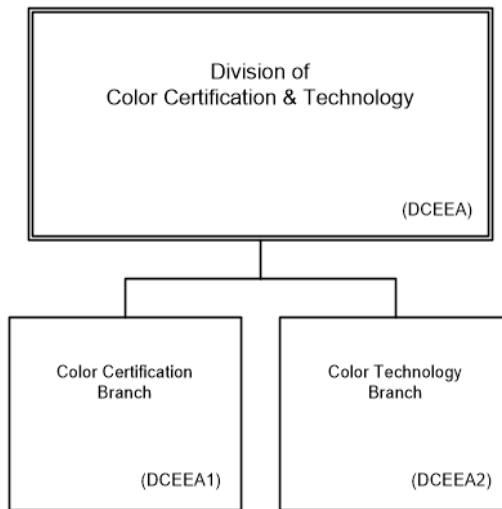 Division of
Color Certification & Technology
(DCEEA)
Color Certification
Branch
(DCEEA1)
Color Technology
Branch
(DCEEA2)